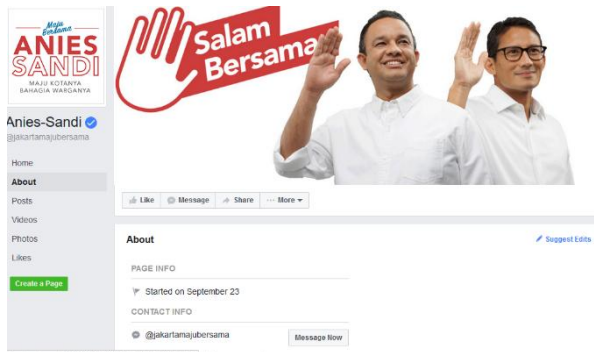 Maju
Bersama
ANIES
SANDI
MAJU KOTANYA
BAHAGIA WARGANYA
Salam
Bersama
Anies-Sandi
@jakartamajubersama
Home
About
Posts
Videos
Photos
Likes
Create a Page
Like
Message
Share
··· More
About
Suggest Edits
PAGE INFO
Started on September 23
CONTACT INFO
@jakartamajubersama
Message Now